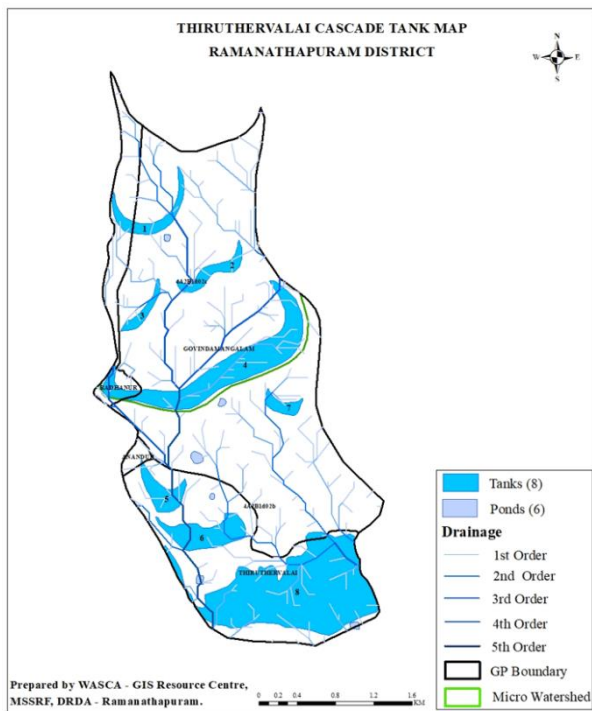 THIRUTHERVALAI CASCADE TANK MAP
RAMANATHAPURAM DISTRICT
N
W E
S
1
2
3
GOVINDAMANGALAM
4
RADHANUR
7
ANANDUR
5
6
THIRUTHERVALAI
8
Tanks (8)
Ponds (6)
Drainage
1st Order
2nd Order
3rd Order
4th Order
5th Order
GP Boundary
Micro Watershed
Prepared by WASCA - GIS Resource Centre,
MSSRF, DRDA - Ramanathapuram.
0 0.2 0.4 0.8 1.2 1.6
KM